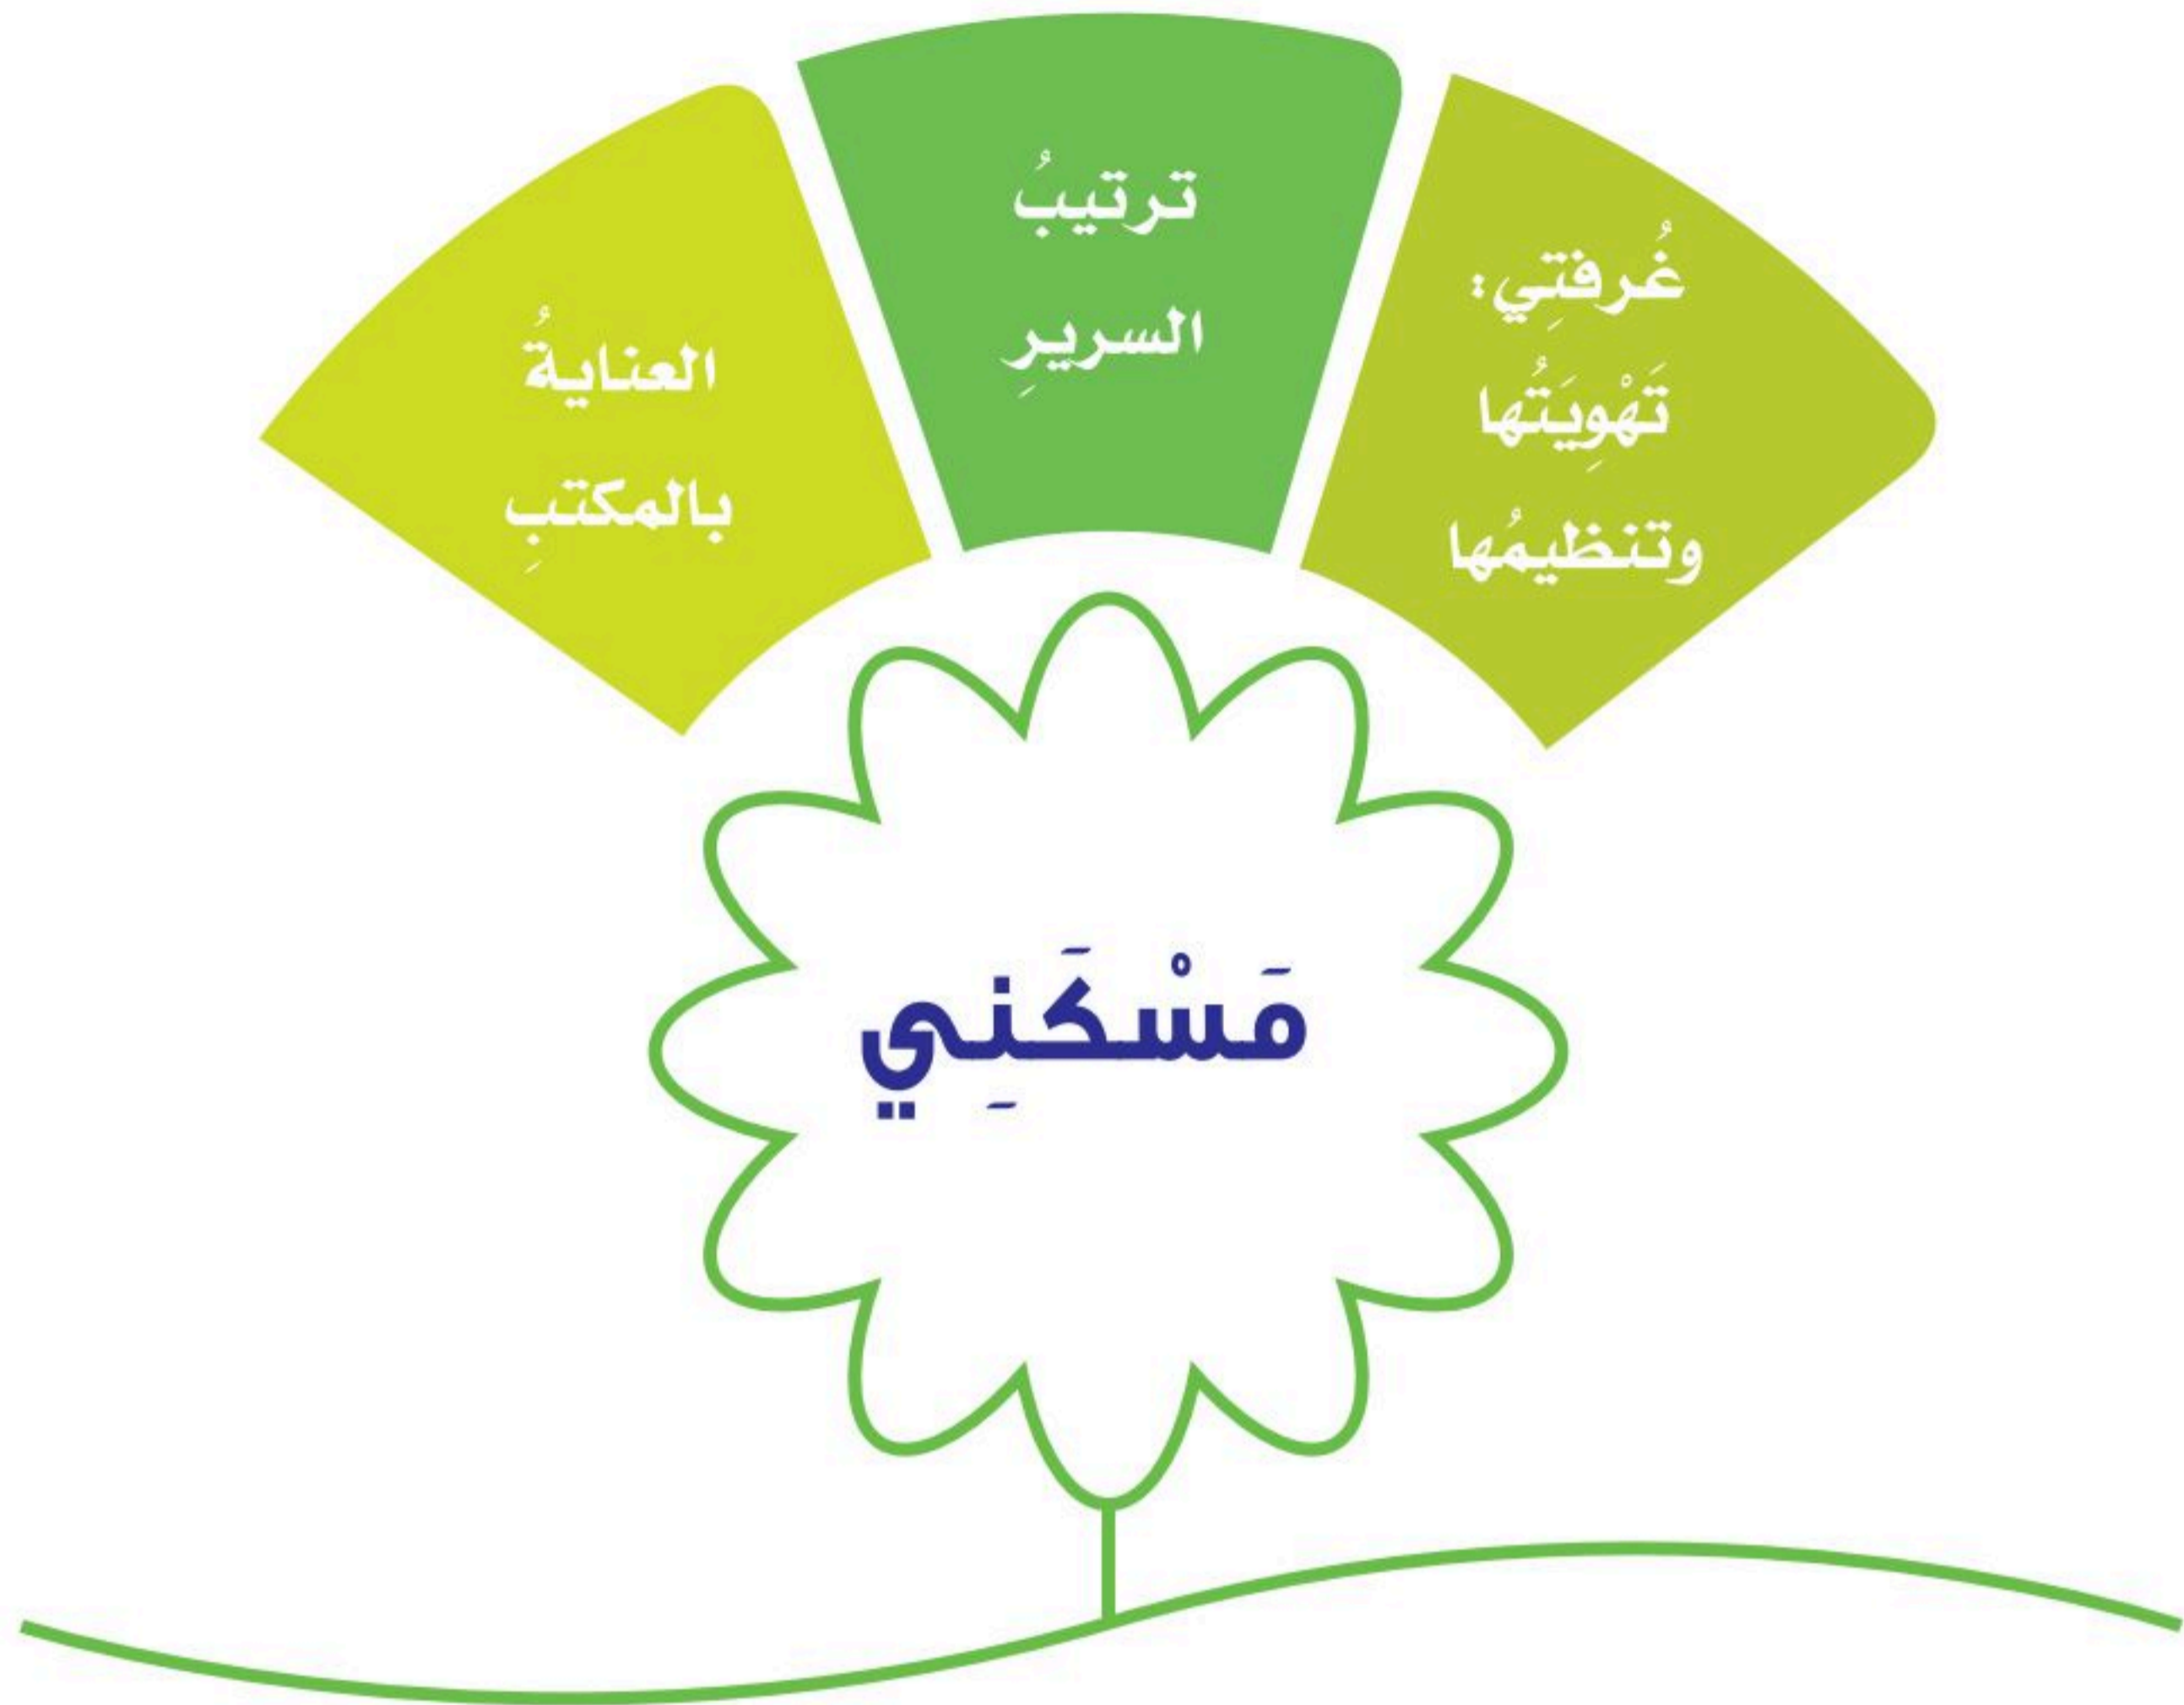 غُرفتِي:
تَهْوِيَتُها
وتنظيمُها
ترتيبُ
السريرِ
العنايةُ
بالمكتبِ
مَسْكَنِي